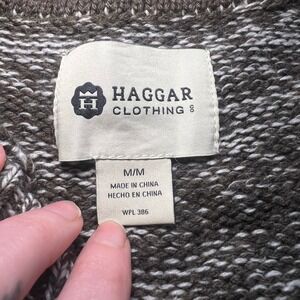 H
HAGGAR
CLOTHING
M/M
MADE IN CHINA
HECHO EN CHINA
WPL 386